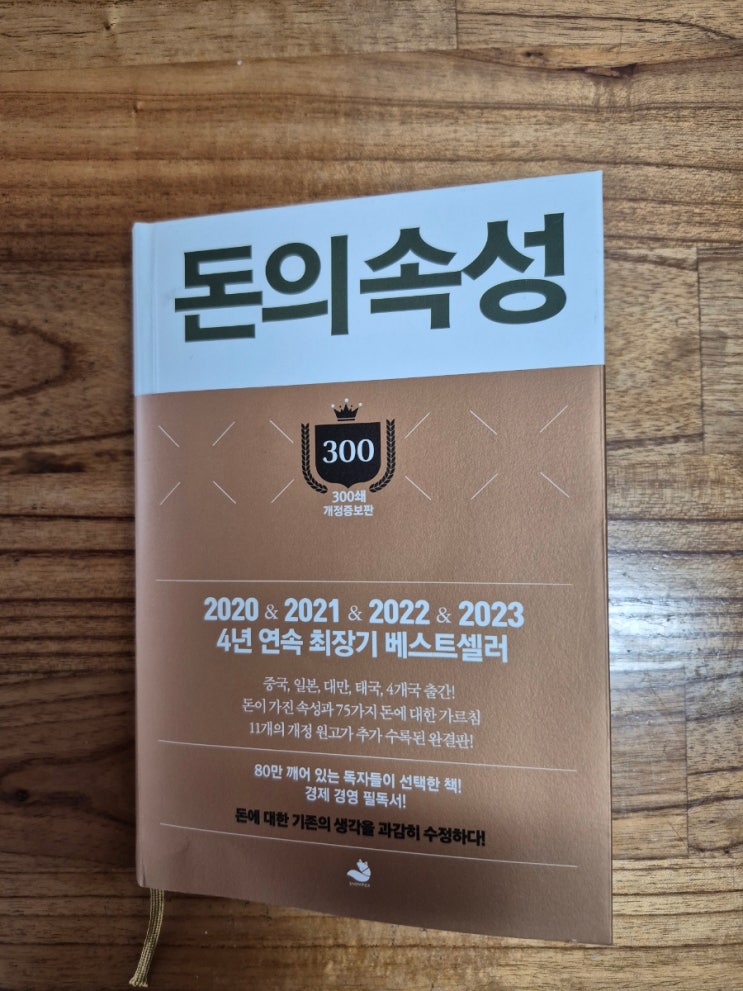 돈의 속성
300
300쇄
개정증보판
2020 & 2021 & 2022 & 2023
4년 연속 최장기 베스트셀러
중국, 일본, 대만, 태국, 4개국 출간!
돈이 가진 속성과 75가지 돈에 대한 가르침
11개의 개정 원고가 추가 수록된 완결판!
80만 깨어 있는 독자들이 선택한 책!
경제 경영 필독서!
돈에 대한 기존의 생각을 과감히 수정하다!
SNOWFOX